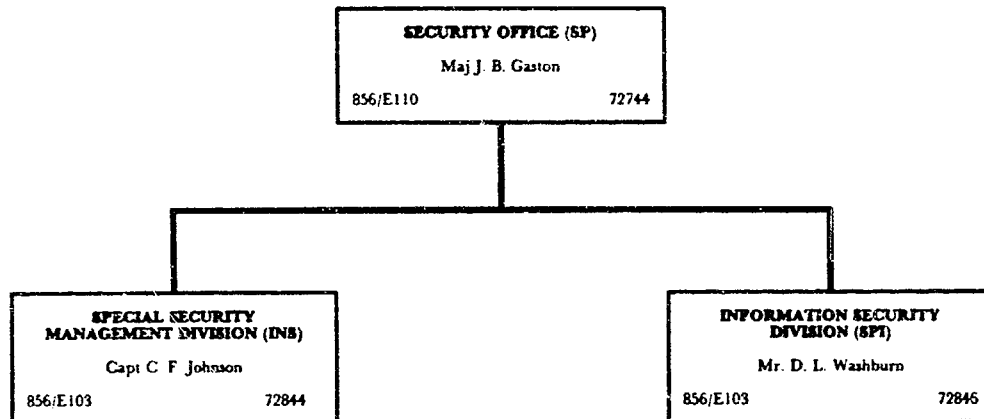 SECURITY OFFICE (SP)
Maj J. B. Gaston
856/E110 72744
SPECIAL SECURITY
MANAGEMENT DIVISION (INS)
Capt C F Johnson
856/E103 72844
INFORMATION SECURITY
DIVISION (SPI)
Mr. D. L. Washburn
856/E103 72846